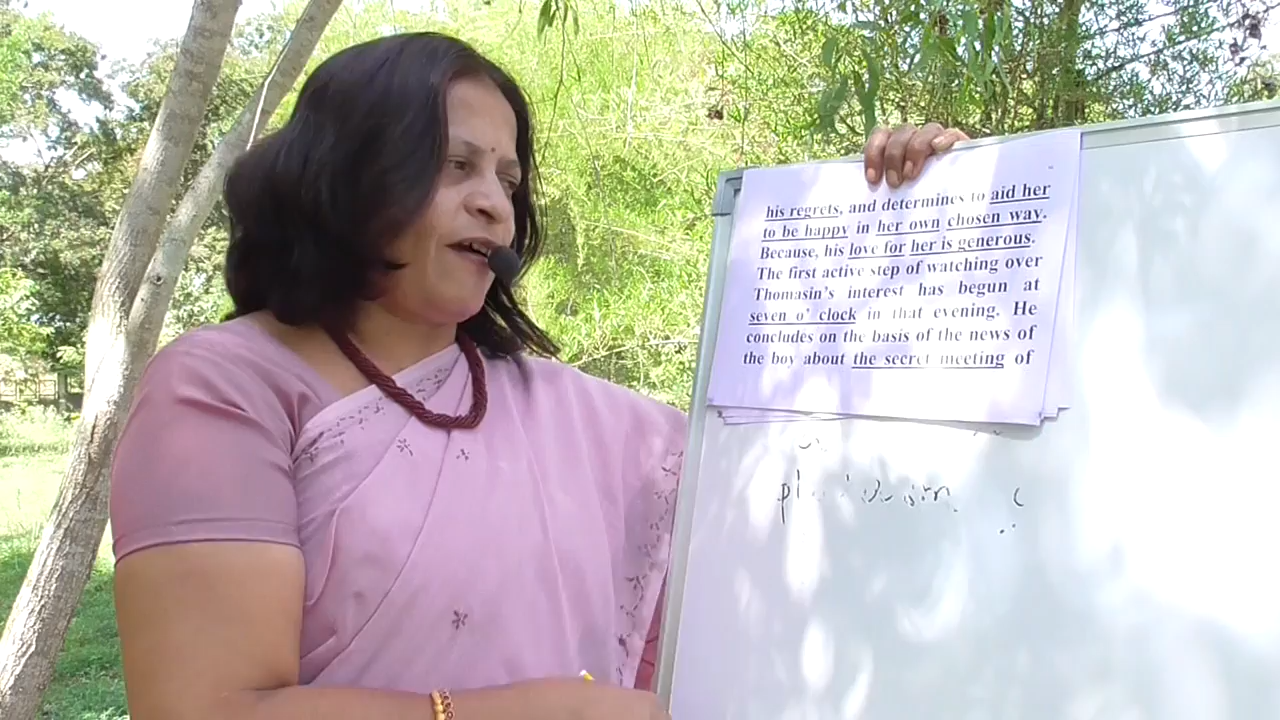 his regrets, and determines to aid her
to be happy in her own chosen way.
Because, his love for her is generous.
The first active step of watching over
Thomasin's interest has begun at
seven o' clock in that evening. He
concludes on the basis of the news of
the boy about the secret meeting of